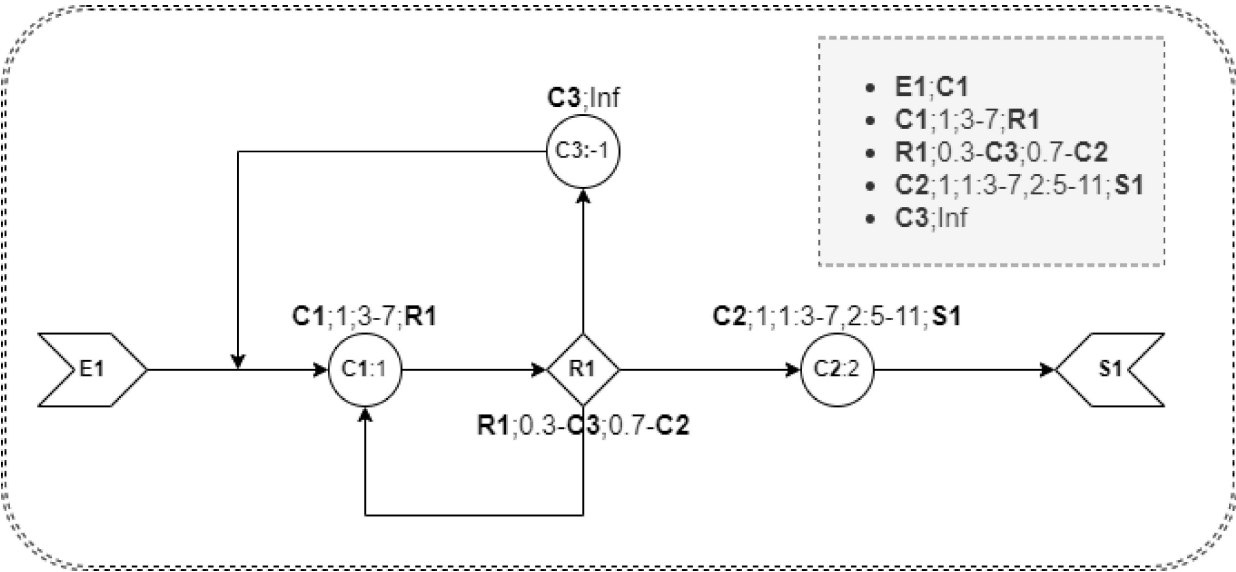 E1;C1
C1;1;3-7;R1
R1;0.3-C3;0.7-C2
C2;1;1:3-7,2:5-11;S1
C3;Inf
C3;Inf
C3:-1
C1;1;3-7;R1
C2;1;1:3-7,2:5-11;S1
E1
C1:1
R1
C2:2
S1
R1;0.3-C3;0.7-C2